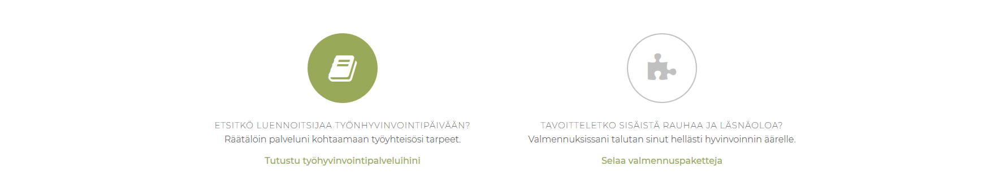 ETSITKÖ LUENNOITSIJAA TYÖNHYVINVOINTIPÄIVÄÄN?
Räätälöin palveluni kohtaamaan työyhteisösi tarpeet.
Tutustu työhyvinvointipalveluihini
TAVOITTELETKO SISÄISTÄ RAUHAA JA LÄSNÄOLOA?
Valmennuksissani talutan sinut hellästi hyvinvoinnin äärelle.
Selaa valmennuspaketteja